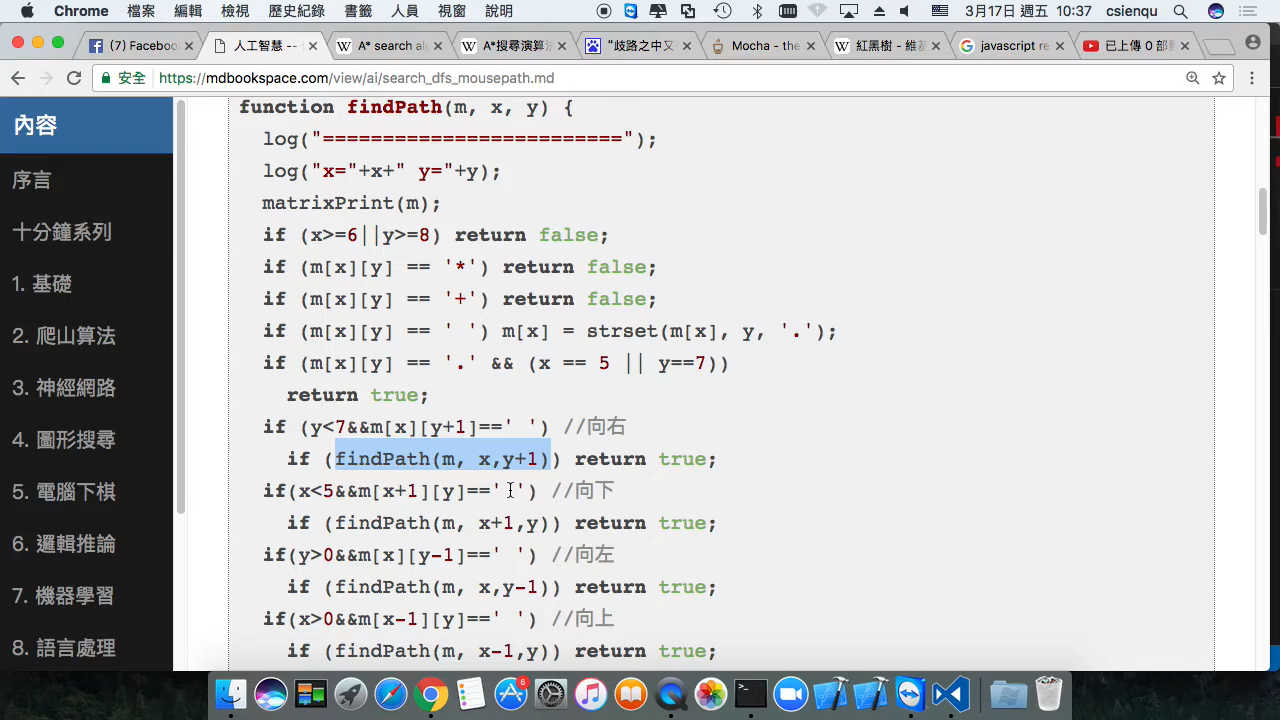 Chrome 檔案 編輯 檢視 歷史紀錄 書籤 人員 視窗 說明 3月17日 週五 10:37 csienqu
(7) Faceboo 人工智慧 -- A* search al A*搜尋演算 “歧路之中又 Mocha - the 紅黑樹 - 維基 javascript re 已上傳 0 部
安全 https://mdbookspace.com/view/ai/search_dfs_mousepath.md
內容
序言
十分鐘系列
1. 基礎
2. 爬山算法
3. 神經網路
4. 圖形搜尋
5. 電腦下棋
6. 邏輯推論
7. 機器學習
8. 語言處理
function findPath(m, x, y) {
log("=========================");
log("x="+x+" y="+y);
matrixPrint(m);
if (x>=6||y>=8) return false;
if (m[x][y] == '*') return false;
if (m[x][y] == '+') return false;
if (m[x][y] == ' ') m[x] = strset(m[x], y, '.');
if (m[x][y] == '.' && (x == 5 || y==7))
return true;
if (y<7&&m[x][y+1]==' ') //向右
if (findPath(m, x,y+1)) return true;
if(x<5&&m[x+1][y]==' ') //向下
if (findPath(m, x+1,y)) return true;
if(y>0&&m[x][y-1]==' ') //向左
if (findPath(m, x,y-1)) return true;
if(x>0&&m[x-1][y]==' ') //向上
if (findPath(m, x-1,y)) return true;
6